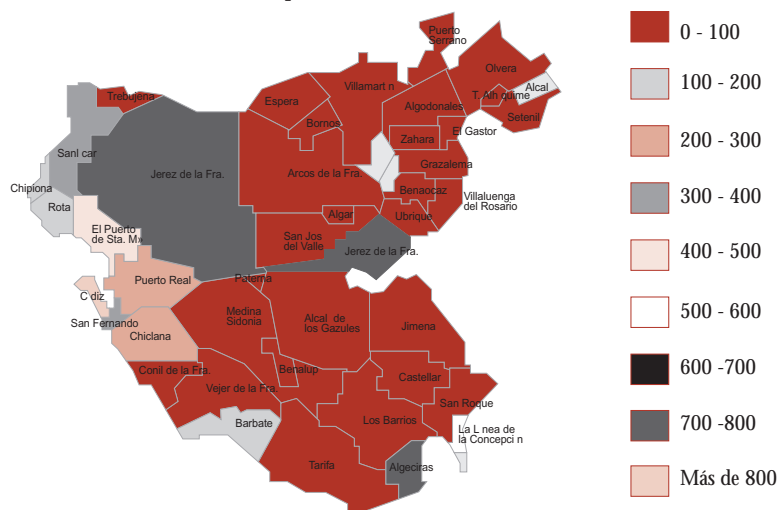 Puerto
Serrano
Olvera
Trebujena
Espera
Villamart n
T. Alh quime
Alcal
Algodonales
Setenil
Bornos
El Gastor
Zahara
Sanl car
Grazalema
Jerez de la Fra.
Arcos de la Fra.
Chipiona
Benaocaz
Villaluenga
del Rosario
Rota
Algar
Ubrique
El Puerto
de Sta. M»
San Jos
del Valle
Jerez de la Fra.
Puerto Real
Paterna
C diz
San Fernando
Medina
Sidonia
Alcal  de
los Gazules
Jimena
Chiclana
Conil de la Fra.
Benalup
Castellar
Vejer de la Fra.
San Roque
Barbate
Los Barrios
La L nea de
la Concepci n
Tarifa
Algeciras
0 - 100
100 - 200
200 - 300
300 - 400
400 - 500
500 - 600
600 -700
700 -800
Más de 800